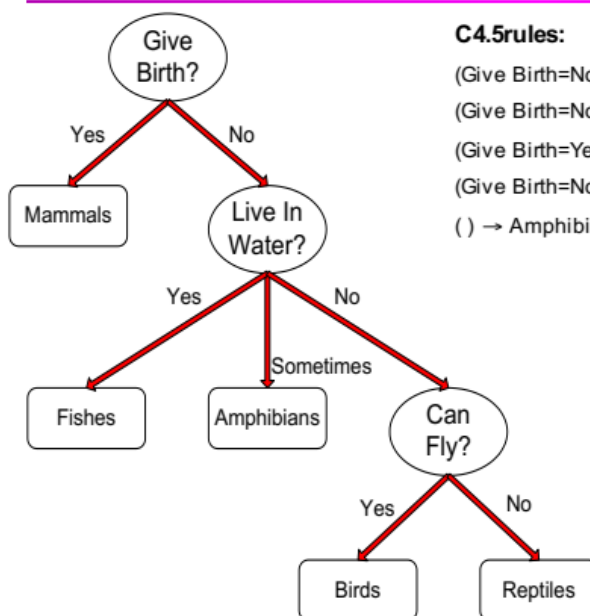 Give
Birth?
Yes
No
Mammals
Live In
Water?
Yes
Sometimes
No
Fishes
Amphibians
Can
Fly?
Yes
No
Birds
Reptiles
C4.5rules:
(Give Birth=No
(Give Birth=No
(Give Birth=Ye
(Give Birth=No
( ) → Amphibi